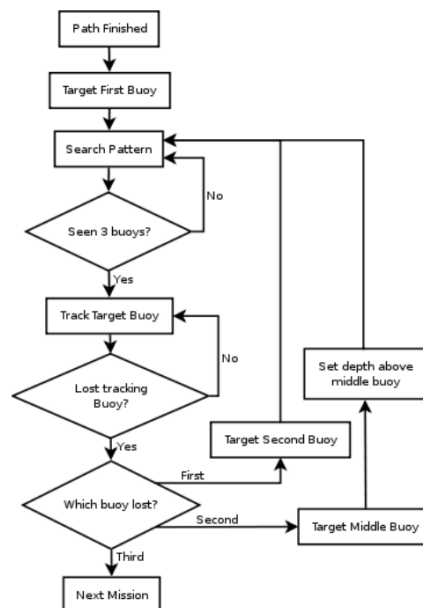 Path Finished
Target First Buoy
Search Pattern
No
Seen 3 buoys?
Yes
Track Target Buoy
No
Lost tracking
Buoy?
Set depth above
middle buoy
Yes
Target Second Buoy
First
Which buoy lost?
Second
Target Middle Buoy
Third
Next Mission